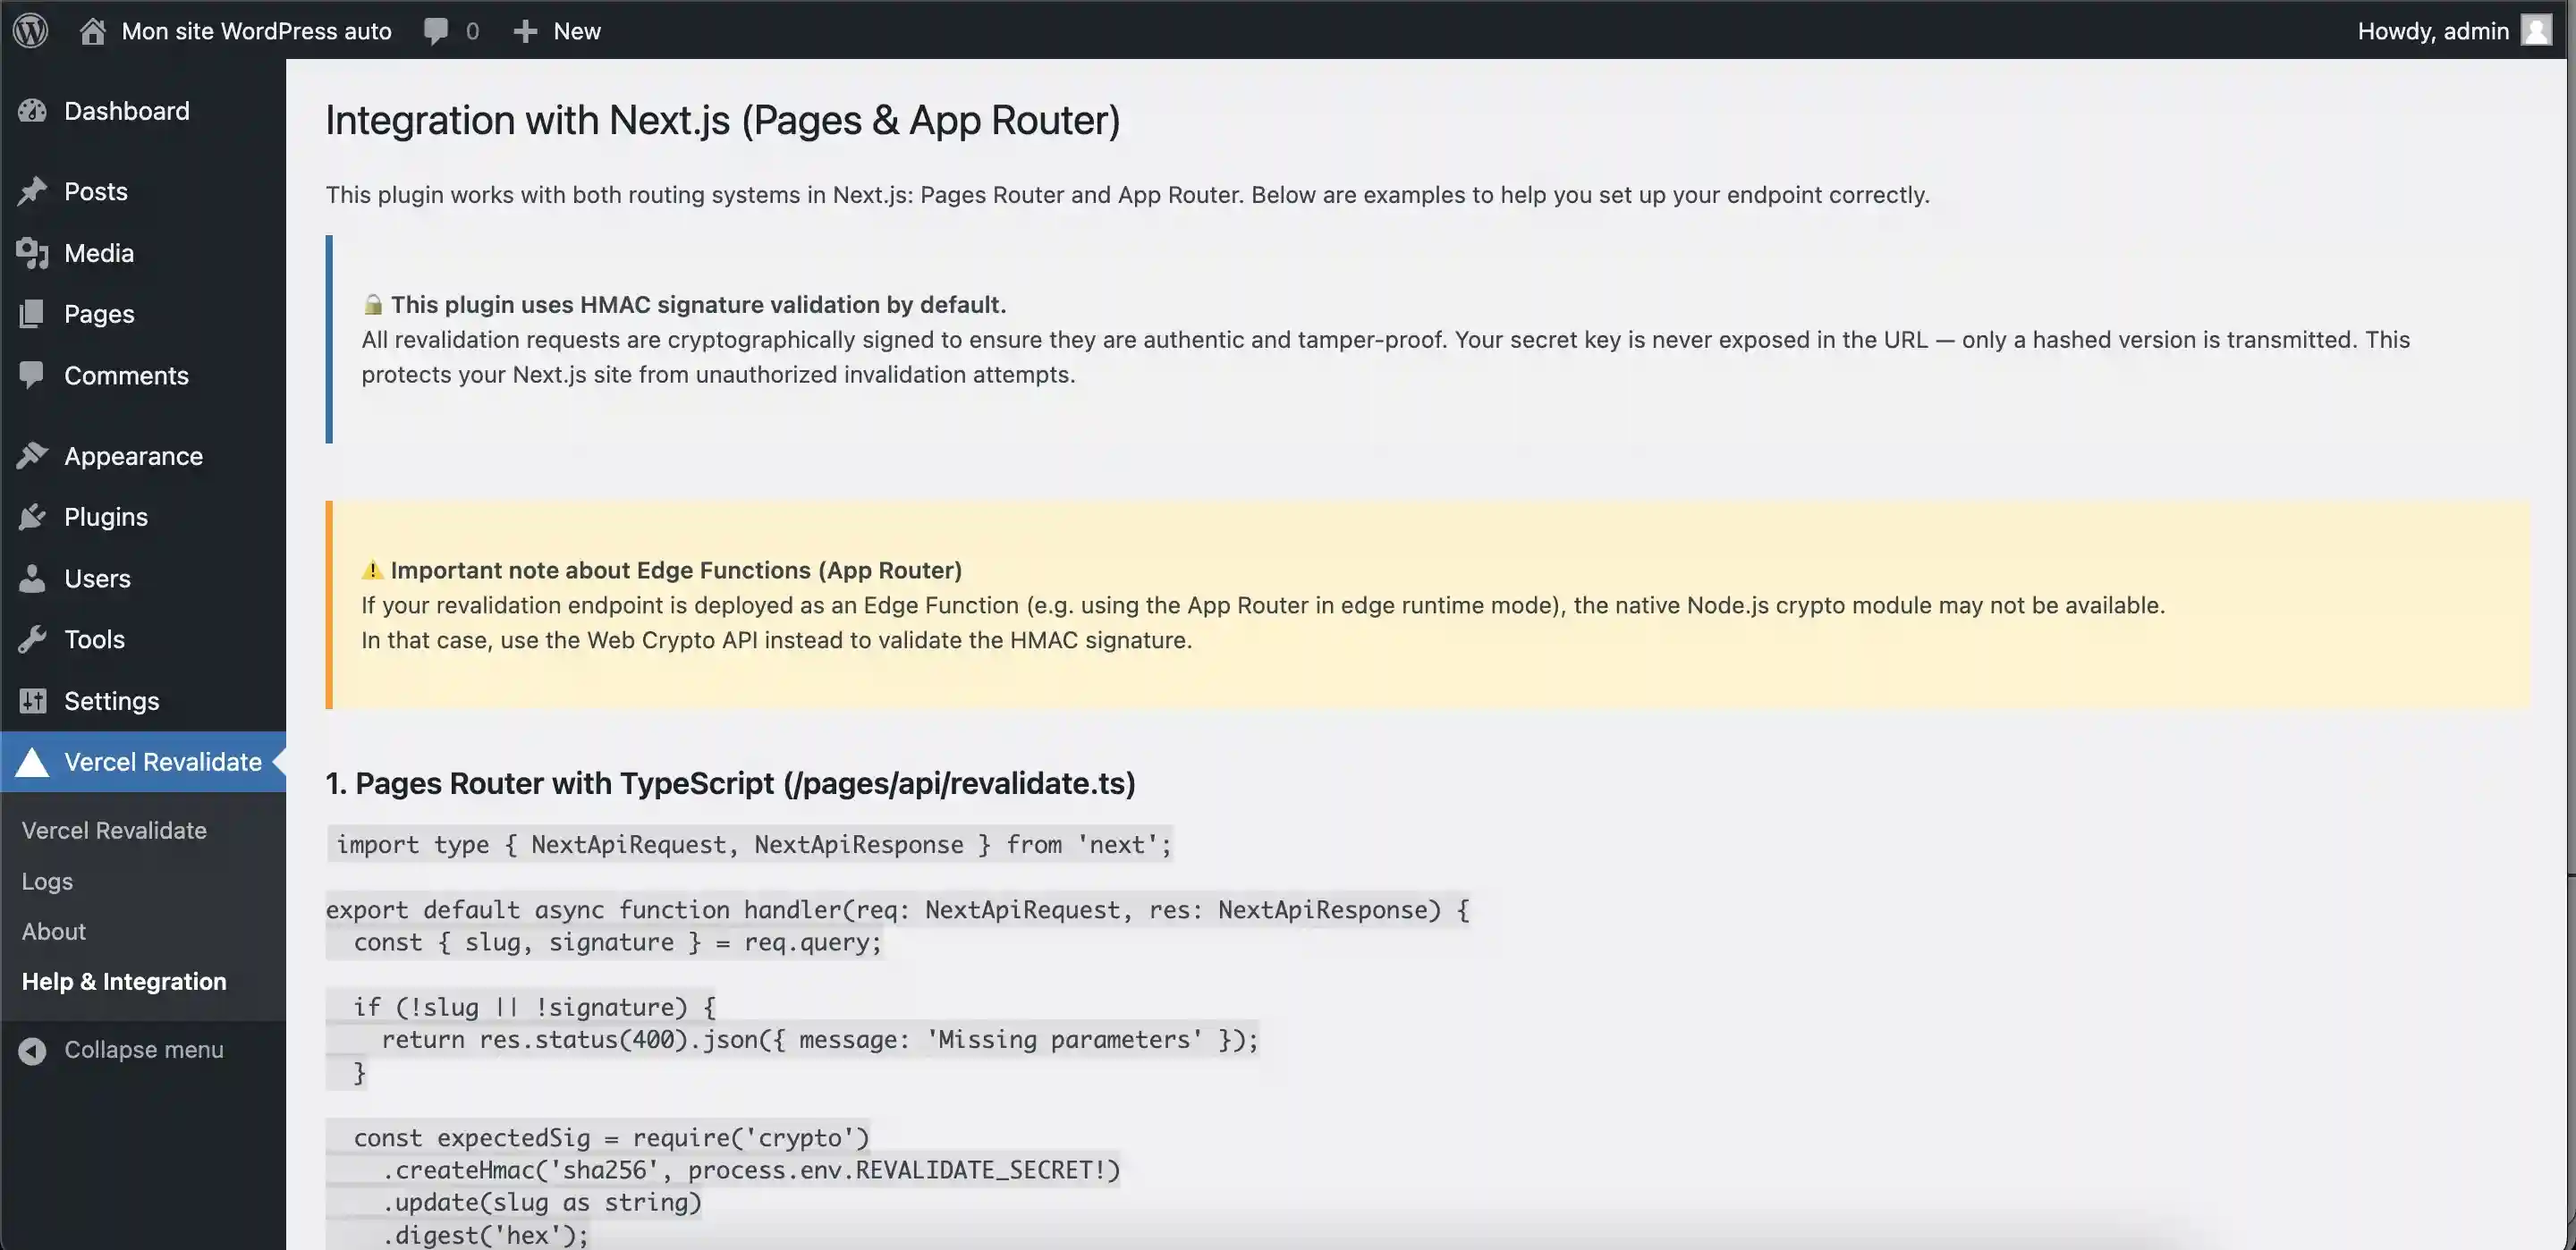 Mon site WordPress auto 0 New Howdy, admin
Dashboard
Posts
Media
Pages
Comments
Appearance
Plugins
Users
Tools
Settings
Vercel Revalidate
Vercel Revalidate
Logs
About
Help & Integration
Collapse menu
Integration with Next.js (Pages & App Router)
This plugin works with both routing systems in Next.js: Pages Router and App Router. Below are examples to help you set up your endpoint correctly.
🔒 This plugin uses HMAC signature validation by default.
All revalidation requests are cryptographically signed to ensure they are authentic and tamper-proof. Your secret key is never exposed in the URL — only a hashed version is transmitted. This
protects your Next.js site from unauthorized invalidation attempts.
⚠️ Important note about Edge Functions (App Router)
If your revalidation endpoint is deployed as an Edge Function (e.g. using the App Router in edge runtime mode), the native Node.js crypto module may not be available.
In that case, use the Web Crypto API instead to validate the HMAC signature.
1. Pages Router with TypeScript (/pages/api/revalidate.ts)
import type { NextApiRequest, NextApiResponse } from 'next';
export default async function handler(req: NextApiRequest, res: NextApiResponse) {
const { slug, signature } = req.query;
if (!slug || !signature) {
return res.status(400).json({ message: 'Missing parameters' });
}
const expectedSig = require('crypto')
.createHmac('sha256', process.env.REVALIDATE_SECRET!)
.update(slug as string)
.digest('hex');